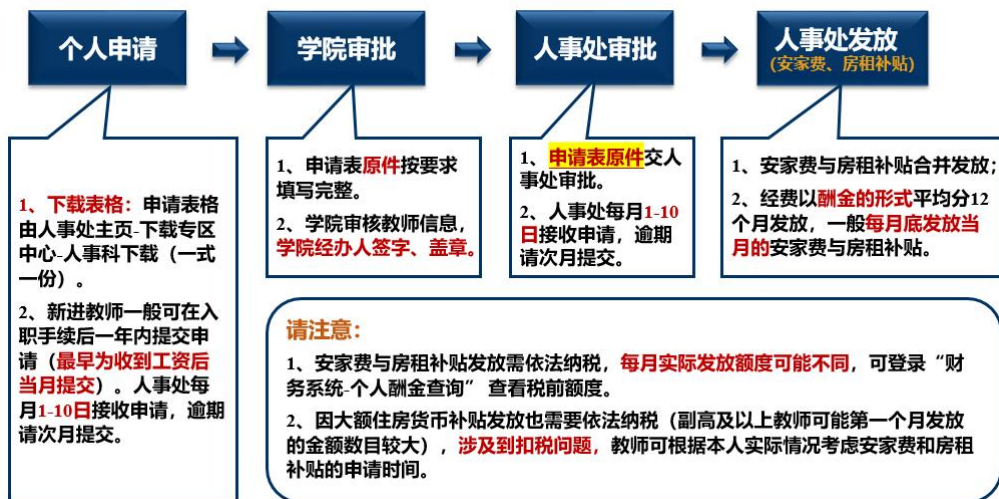 个人申请
学院审批
人事处审批
人事处发放
(安家费、房租补贴)
1、下载表格：申请表格
由人事处主页-下载专区
中心-人事科下载（一式
一份）。
2、新进教师一般可在入
职手续后一年内提交申
请（最早为收到工资后
当月提交）。人事处每
月1-10日接收申请，逾期
请次月提交。
1、申请表原件按要求
填写完整。
2、学院审核教师信息，
学院经办人签字、盖章。
1、申请表原件交人
事处审批。
2、人事处每月1-10
日接收申请，逾期
请次月提交。
1、安家费与房租补贴合并发放；
2、经费以酬金的形式平均分12
个月发放，一般每月底发放当
月的安家费与房租补贴。
请注意：
1、安家费与房租补贴发放需依法纳税，每月实际发放额度可能不同，可登录“财
务系统-个人酬金查询” 查看税前额度。
2、因大额住房货币补贴发放也需要依法纳税（副高及以上教师可能第一个月发放
的金额数目较大），涉及到扣税问题，教师可根据本人实际情况考虑安家费和房租
补贴的申请时间。